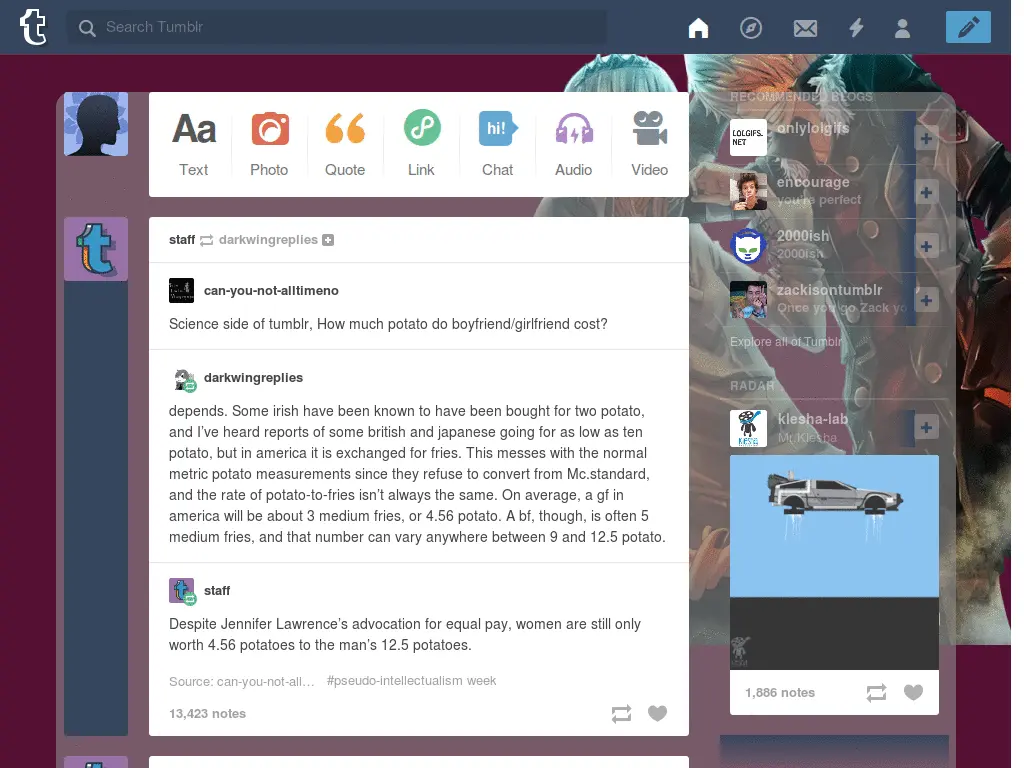 Search Tumblr
Aa
Text
Photo
Quote
Link
hi!
Chat
Audio
Video
staff darkwingreplies
can-you-not-alltimeno
Science side of tumblr, How much potato do boyfriend/girlfriend cost?
darkwingreplies
depends. Some irish have been known to have been bought for two potato,
and I’ve heard reports of some british and japanese going for as low as ten
potato, but in america it is exchanged for fries. This messes with the normal
metric potato measurements since they refuse to convert from Mc.standard,
and the rate of potato-to-fries isn’t always the same. On average, a gf in
america will be about 3 medium fries, or 4.56 potato. A bf, though, is often 5
medium fries, and that number can vary anywhere between 9 and 12.5 potato.
staff
Despite Jennifer Lawrence’s advocation for equal pay, women are still only
worth 4.56 potatoes to the man’s 12.5 potatoes.
Source: can-you-not-all… #pseudo-intellectualism week
13,423 notes
RECOMMENDED BLOGS
LOLGIFS.
NET
onlylolgifs
encourage
you're perfect
2000ish
2000ish.
zackisontumblr
Once you go Zack yo
Explore all of Tumblr
RADAR
KLESHA
klesha-lab
Mr.Klesha
1,886 notes